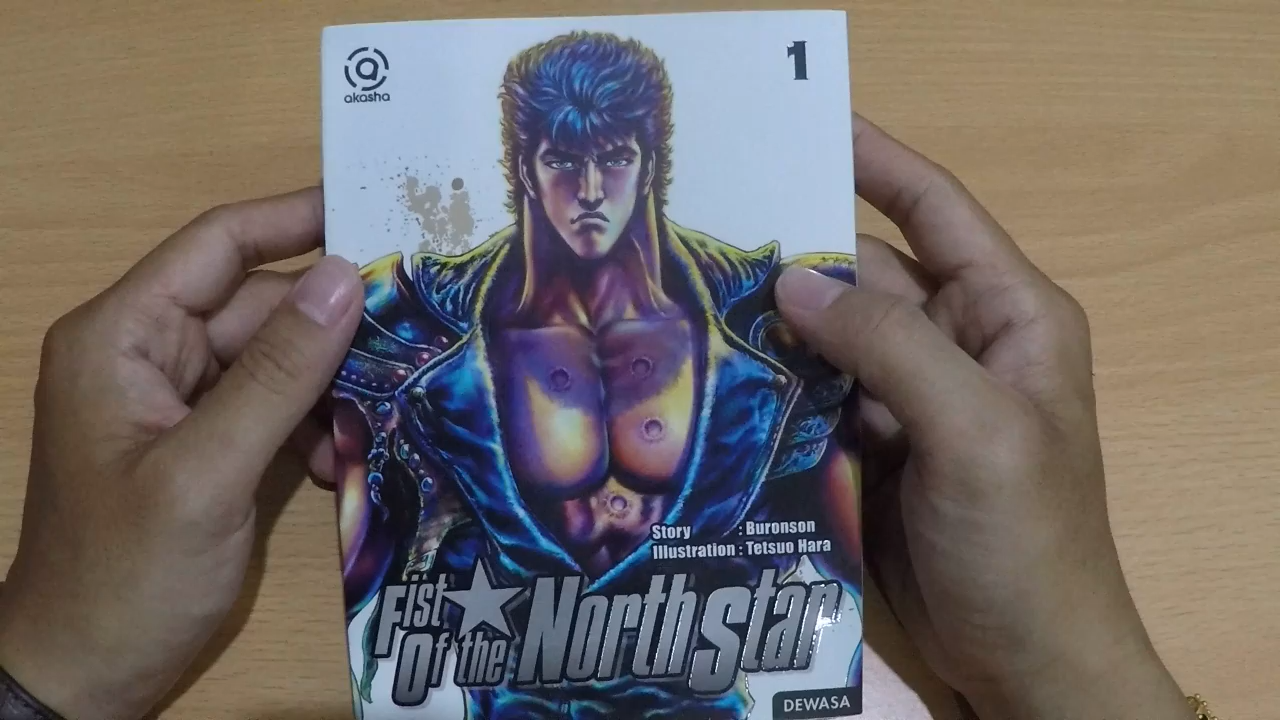 akasha
1
Story : Buronson
Illustration : Tetsuo Hara
Fist Of the North Star
DEWASA